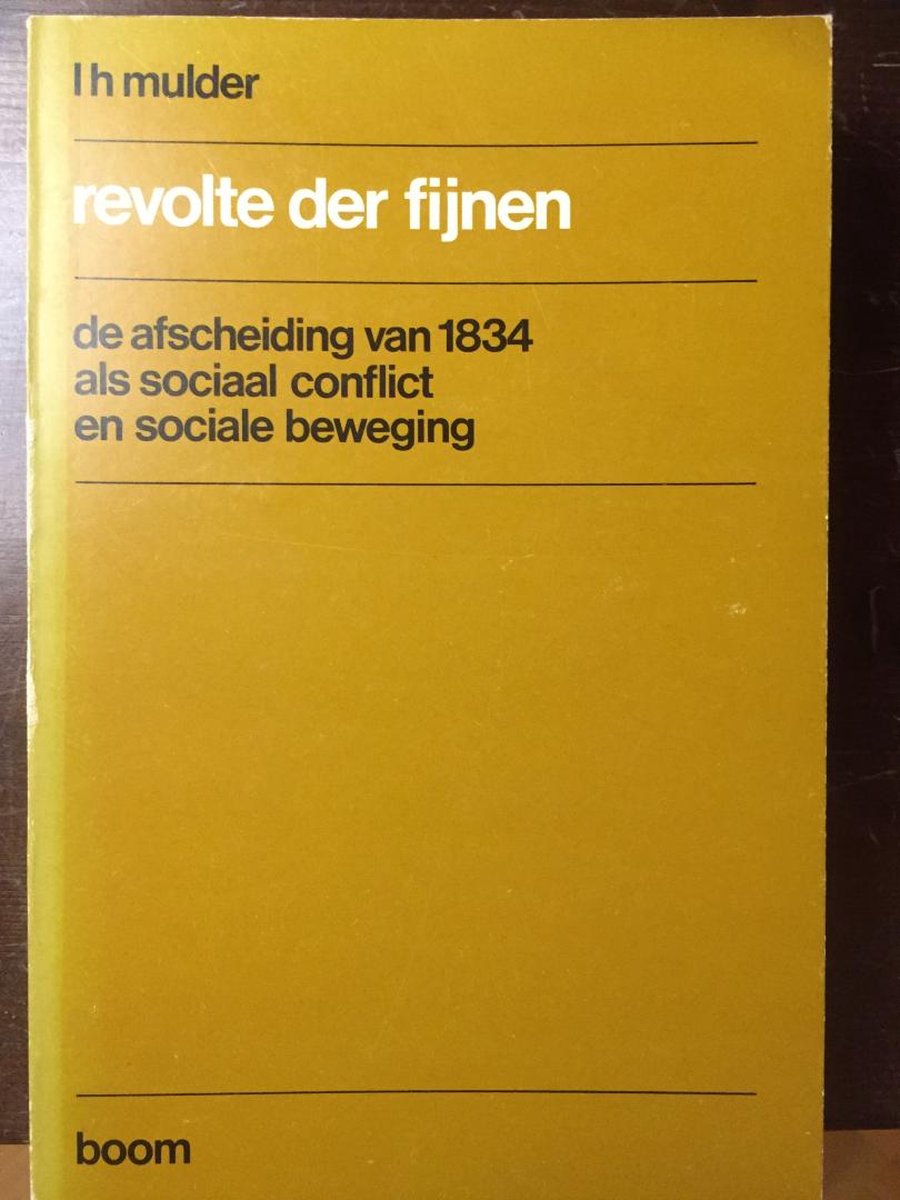 l h mulder
revolte der fijnen
de afscheiding van 1834
als sociaal conflict
en sociale beweging
boom